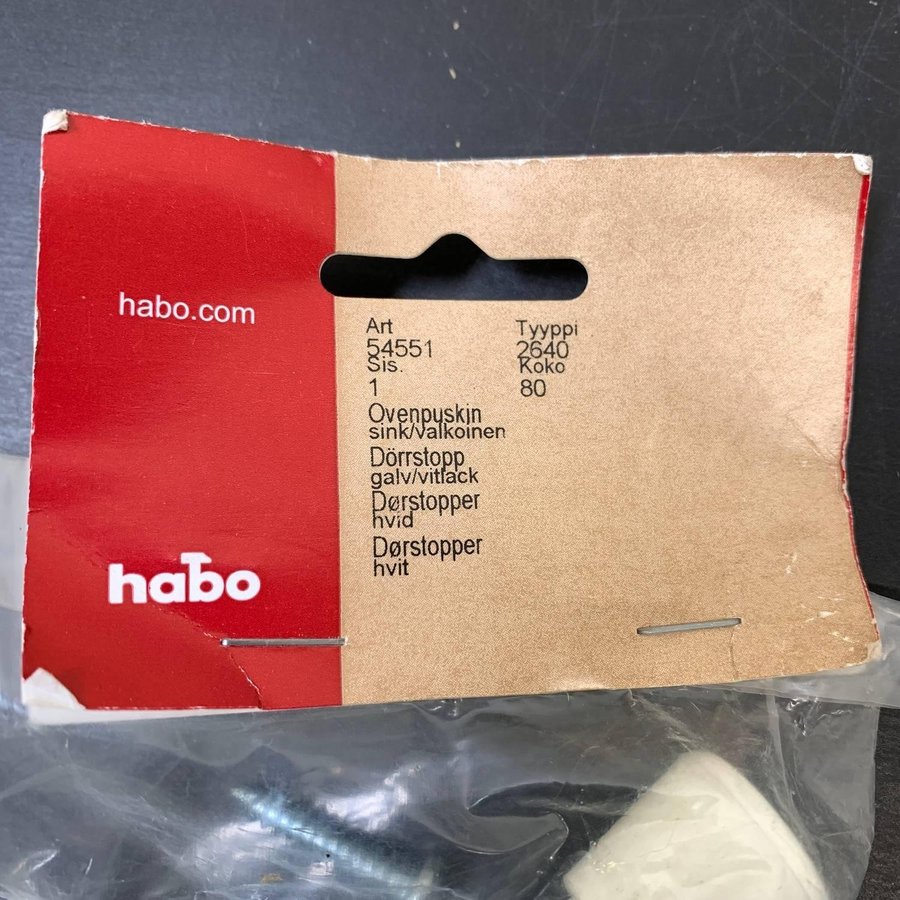 habo.com
habo
Art Tyyppi
54551 2640
Sis. Koko
1 80
Ovenpuskin
sink/valkoinen
Dörrstopp
galv/vitlack
Dørstopper
hvid
Dørstopper
hvit